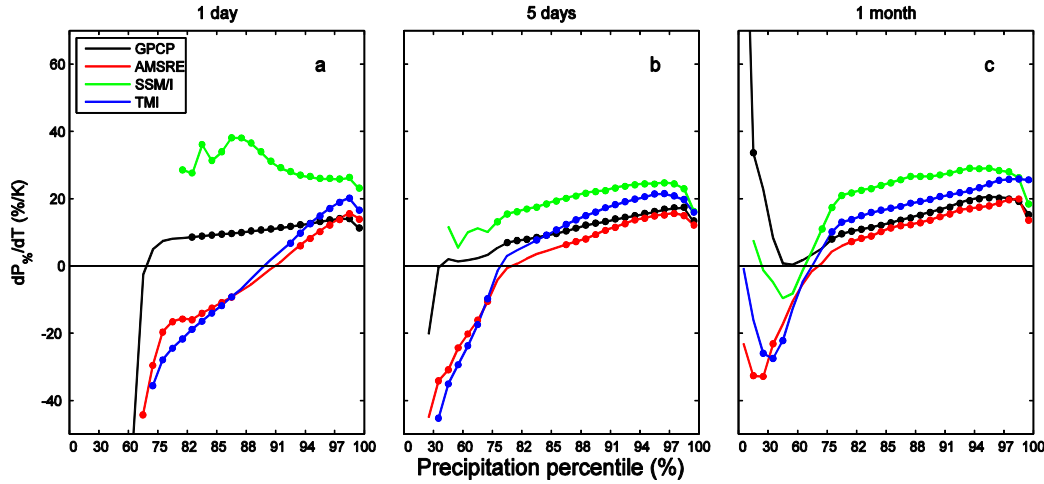 1 day 5 days 1 month
GPCP
AMSRE
SSM/I
TMI
a
b
c
dP%/dT (%/K)
60
40
20
0
-20
-40
0 30 30 60 75 82 85 88 91 94 97 100
0 30 30 60 75 82 85 88 91 94 97 100
0 30 60 75 82 85 88 91 94 97 100
Precipitation percentile (%)